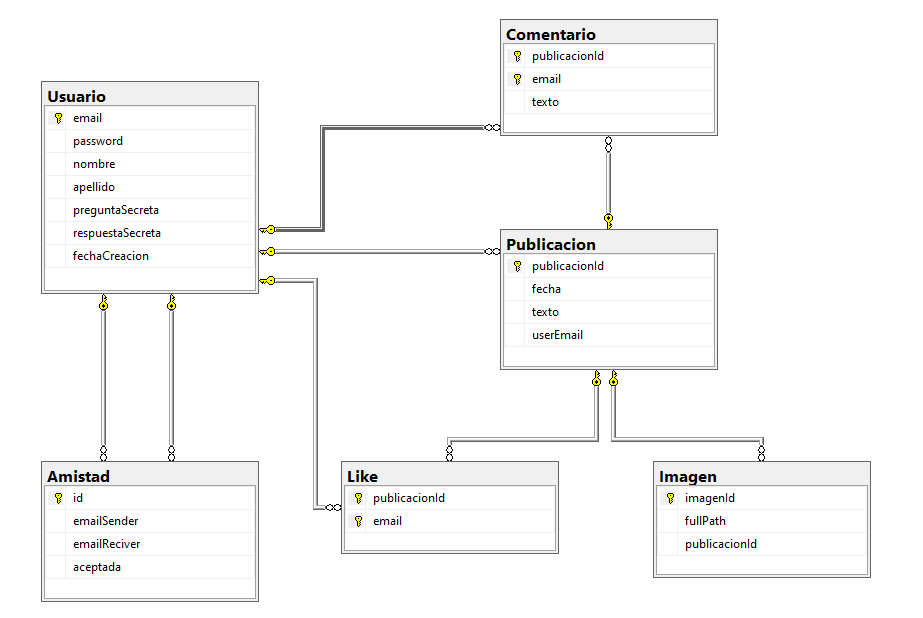 Comentario
publicacionId
email
texto
Usuario
email
password
nombre
apellido
preguntaSecreta
respuestaSecreta
fechaCreacion
Publicacion
publicacionId
fecha
texto
userEmail
Amistad
id
emailSender
emailReciver
aceptada
Like
publicacionId
email
Imagen
imagenId
fullPath
publicacionId